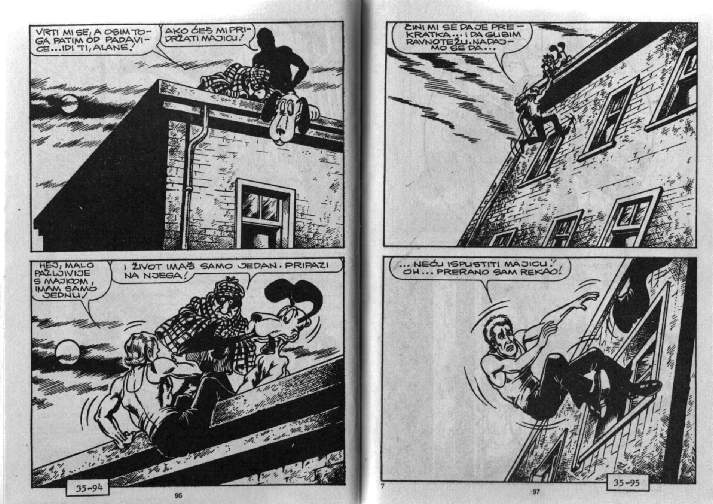 VRTI MI SE, A OSIM TO-
GA PATIM OD PADAVI-
CE...IDI TI, ALANE!
AKO ĆEŠ MI PRI-
DRŽATI MAJICU!
HEJ, MALO
PAŽLJIVIJE
S MAJICOM,
IMAM SAMO
JEDNU!
I ŽIVOT IMAŠ SAMO JEDAN. PRIPAZI
NA NJEGA!
35-94
96
ČINI MI SE DA JE PRE-
KRATKA...I DA GUBIM
RAVNOTEŽU. NADAJ-
MO SE DA...
... NEĆU ISPUSTITI MAJICU!
OH... PRERANO SAM REKAO!
7
97
35-95